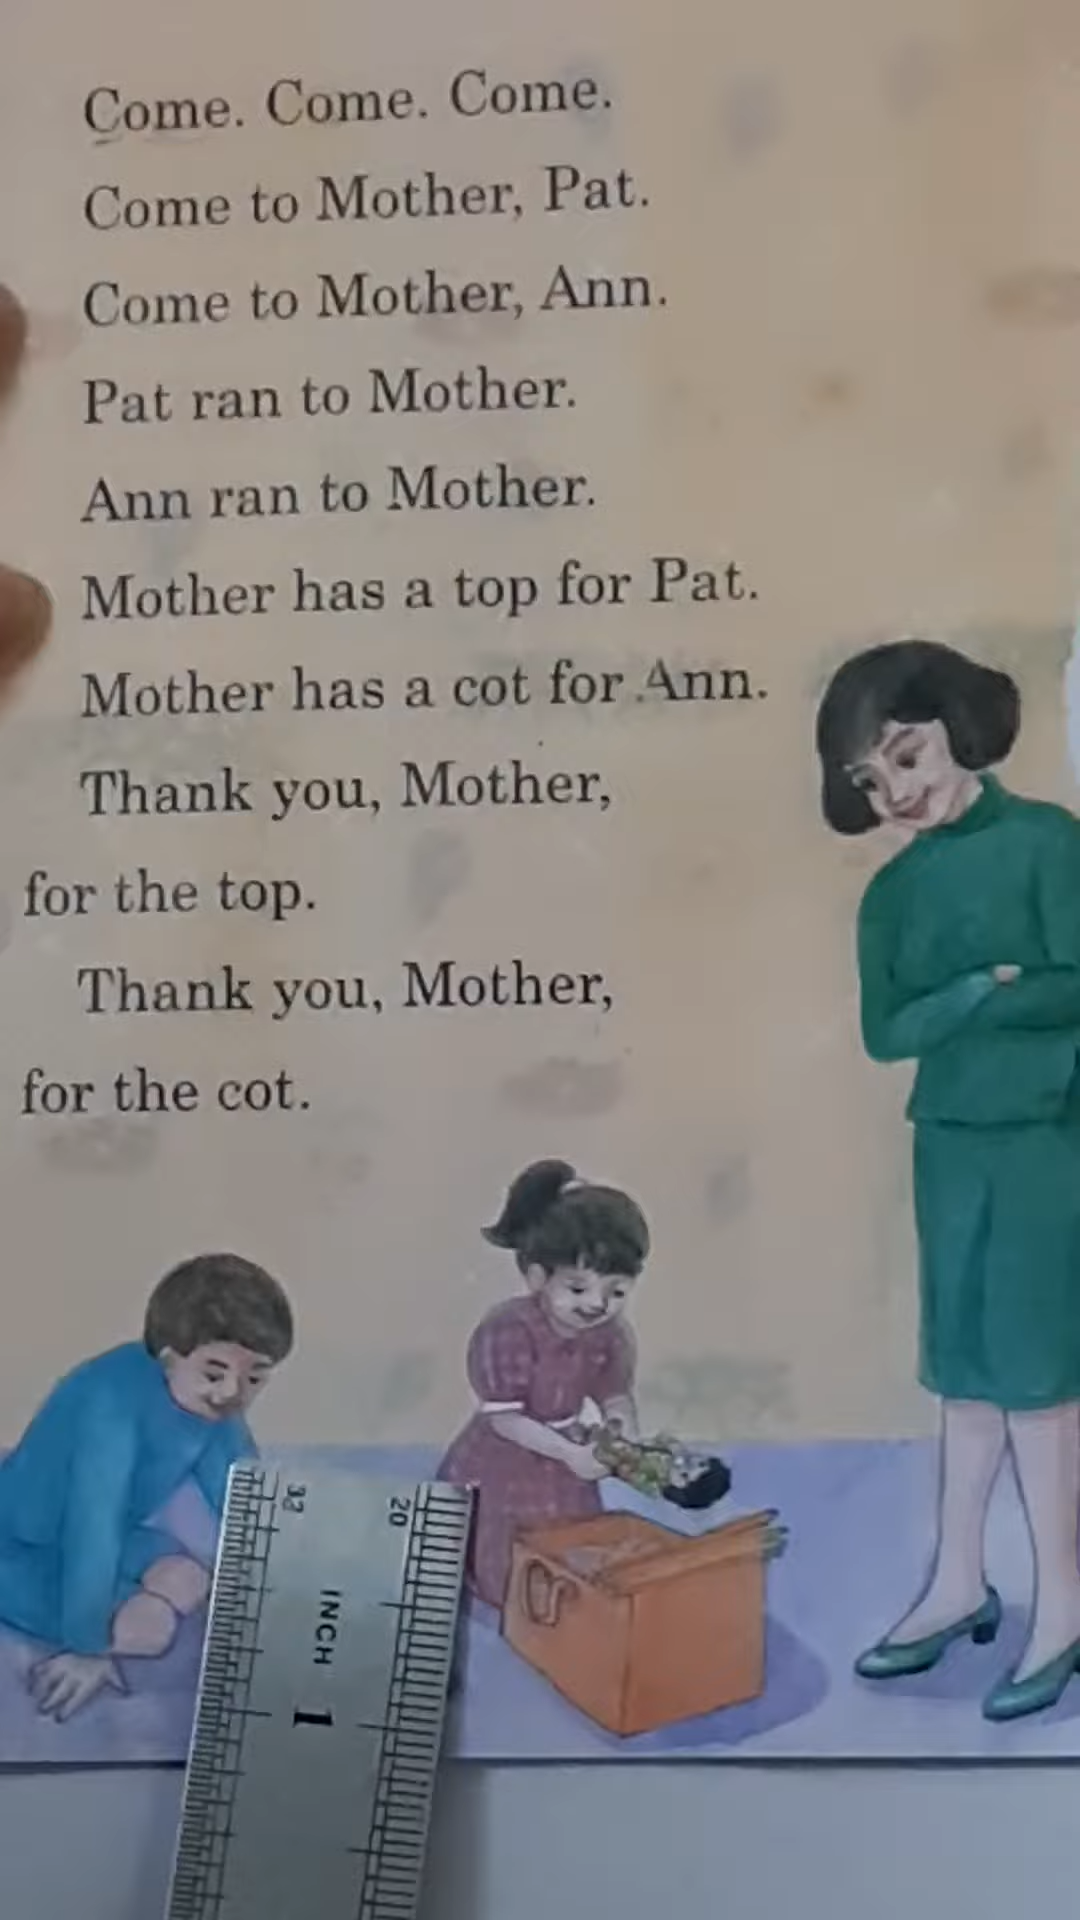 Come. Come. Come.
Come to Mother, Pat.
Come to Mother, Ann.
Pat ran to Mother.
Ann ran to Mother.
Mother has a top for Pat.
Mother has a cot for Ann.
Thank you, Mother,
for the top.
Thank you, Mother,
for the cot.
32
20
INCH 1